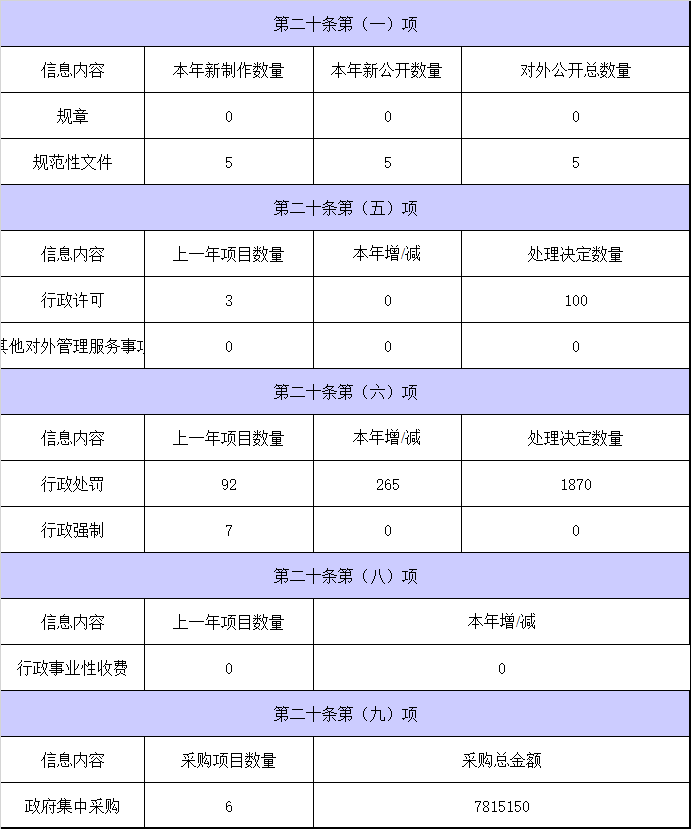 第二十条第（一）项
信息内容 本年新制作数量 本年新公开数量 对外公开总数量
规章 0 0 0
规范性文件 5 5 5
第二十条第（五）项
信息内容 上一年项目数量 本年增/减 处理决定数量
行政许可 3 0 100
其他对外管理服务事项 0 0 0
第二十条第（六）项
信息内容 上一年项目数量 本年增/减 处理决定数量
行政处罚 92 265 1870
行政强制 7 0 0
第二十条第（八）项
信息内容 上一年项目数量 本年增/减
行政事业性收费 0 0
第二十条第（九）项
信息内容 采购项目数量 采购总金额
政府集中采购 6 7815150